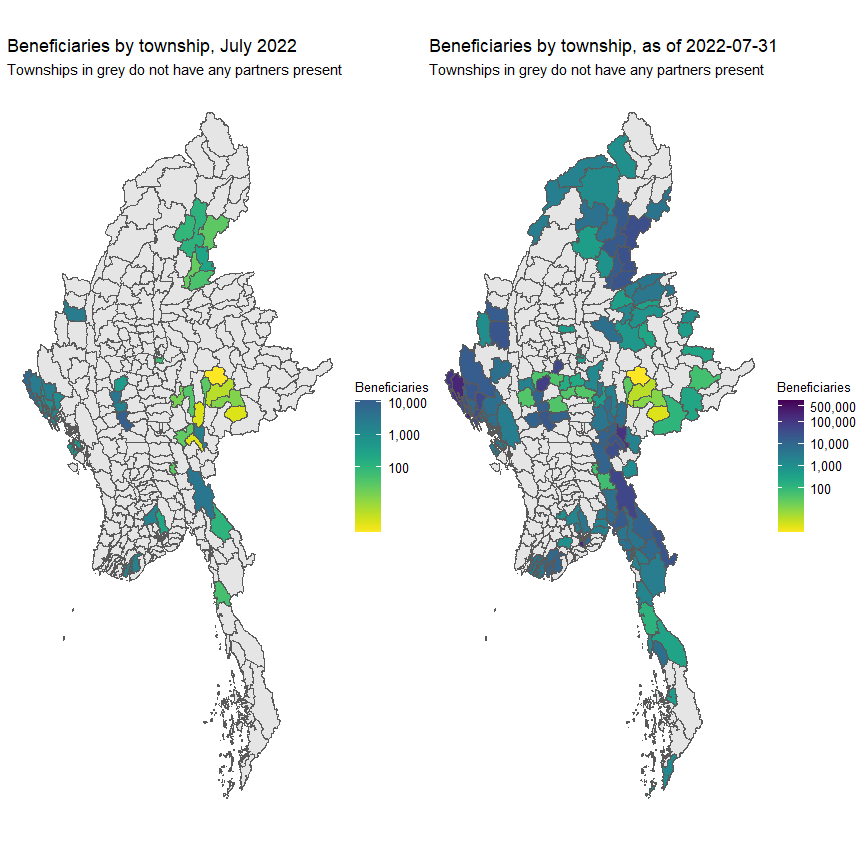 Beneficiaries by township, July 2022
Townships in grey do not have any partners present
Beneficiaries
10,000
1,000
100
Beneficiaries by township, as of 2022-07-31
Townships in grey do not have any partners present
Beneficiaries
500,000
100,000
10,000
1,000
100